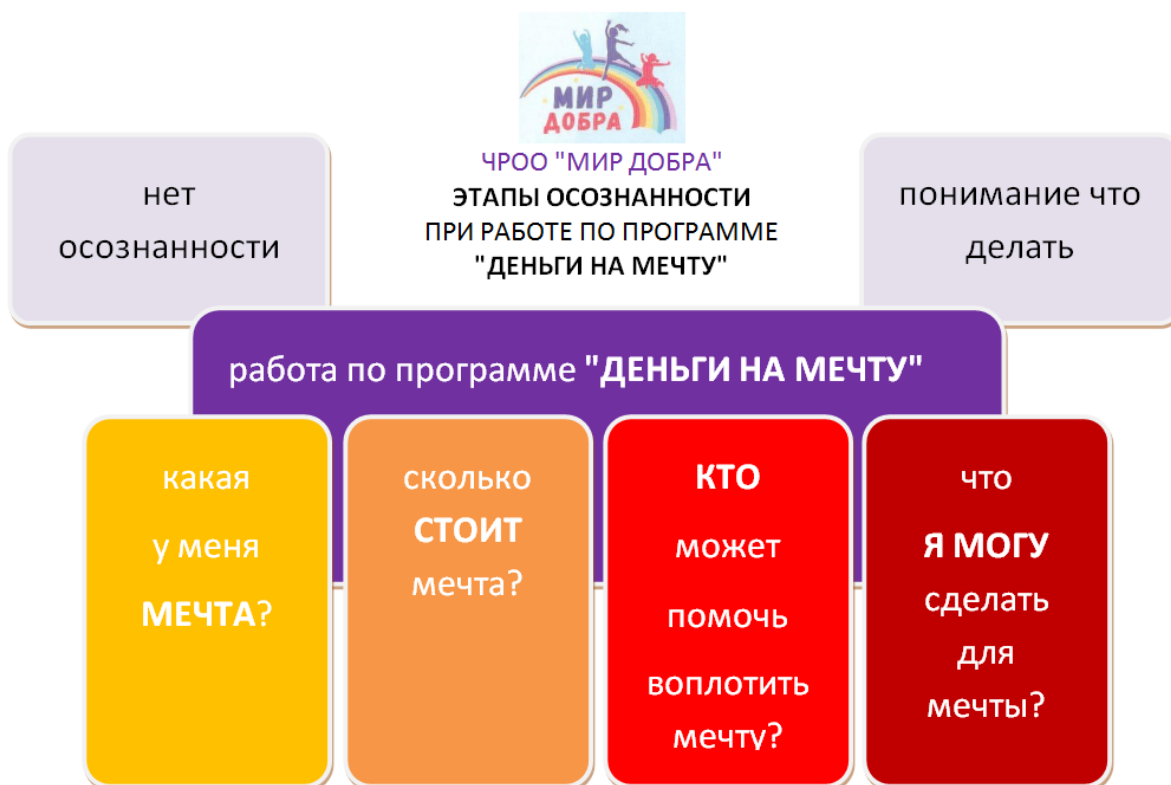 МИР
ДОБРА
ЧРОО "МИР ДОБРА"
ЭТАПЫ ОСОЗНАННОСТИ
ПРИ РАБОТЕ ПО ПРОГРАММЕ
"ДЕНЬГИ НА МЕЧТУ"
нет
осознанности
понимание что
делать
работа по программе "ДЕНЬГИ НА МЕЧТУ"
какая
у меня
МЕЧТА?
сколько
СТОИТ
мечта?
КТО
может
помочь
воплотить
мечту?
что
Я МОГУ
сделать
для
мечты?